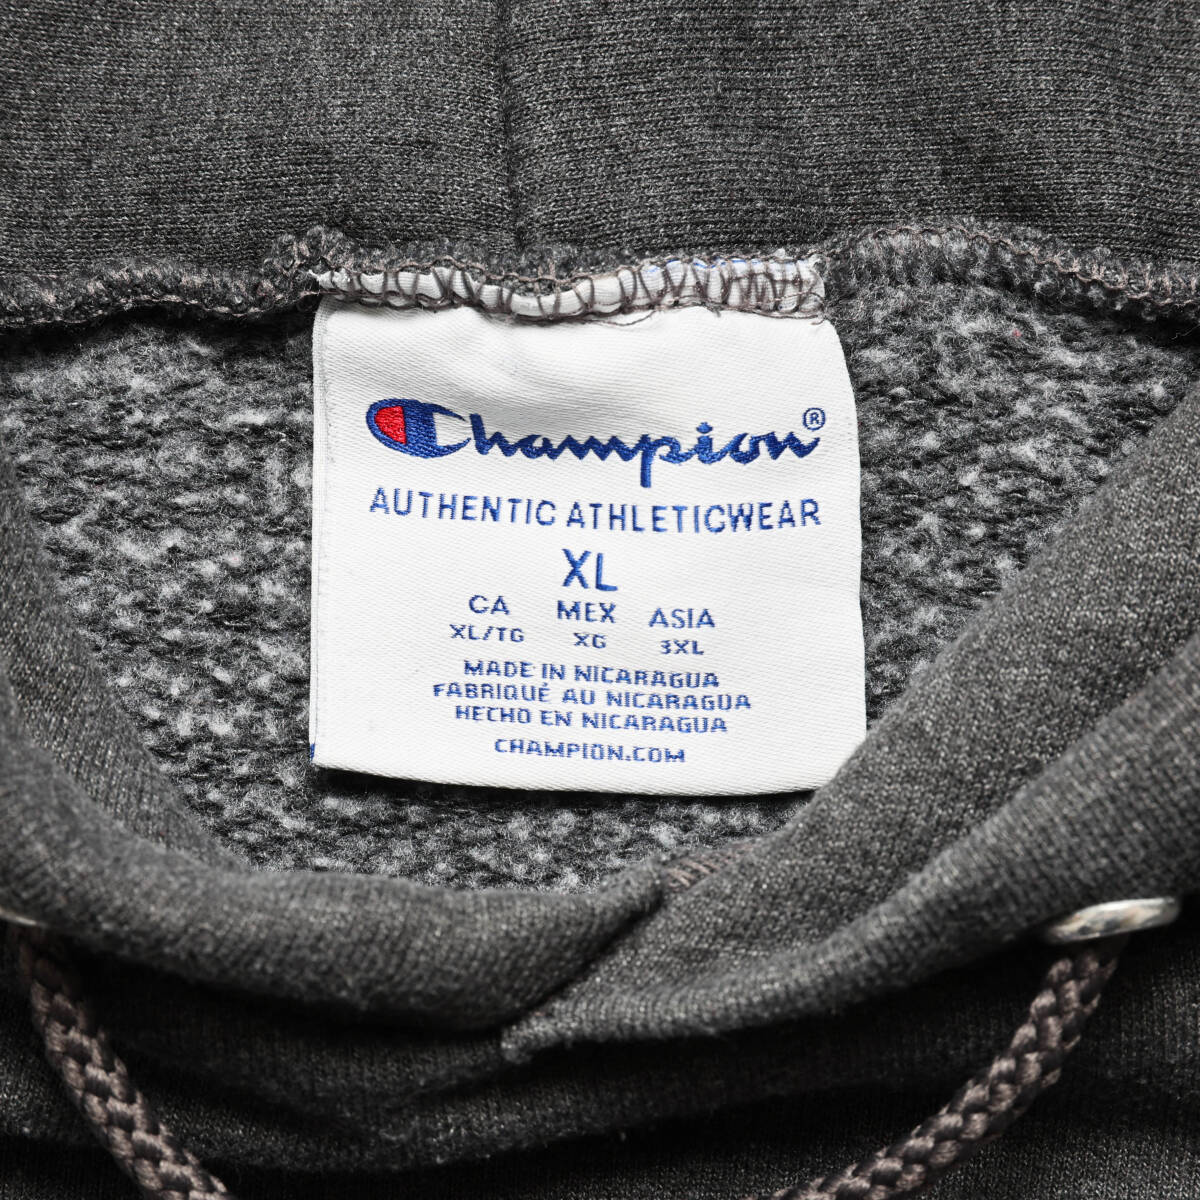 Champion®
AUTHENTIC ATHLETICWEAR
XL
CA MEX ASIA
XL/TG XG 3XL
MADE IN NICARAGUA
FABRIQUÉ AU NICARAGUA
HECHO EN NICARAGUA
CHAMPION.COM